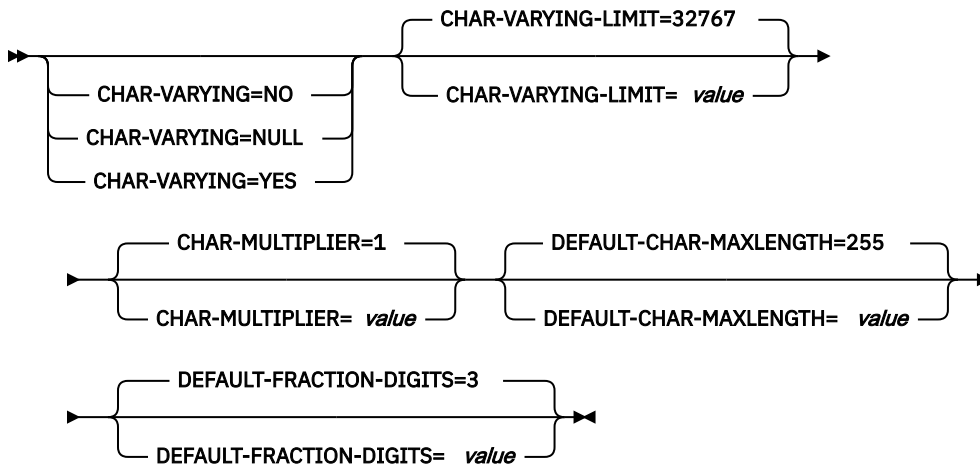 CHAR-VARYING-LIMIT=32767
CHAR-VARYING=NO
CHAR-VARYING-LIMIT= value
CHAR-VARYING=NULL
CHAR-VARYING=YES
CHAR-MULTIPLIER=1
DEFAULT-CHAR-MAXLENGTH=255
CHAR-MULTIPLIER= value
DEFAULT-CHAR-MAXLENGTH= value
DEFAULT-FRACTION-DIGITS=3
DEFAULT-FRACTION-DIGITS= value